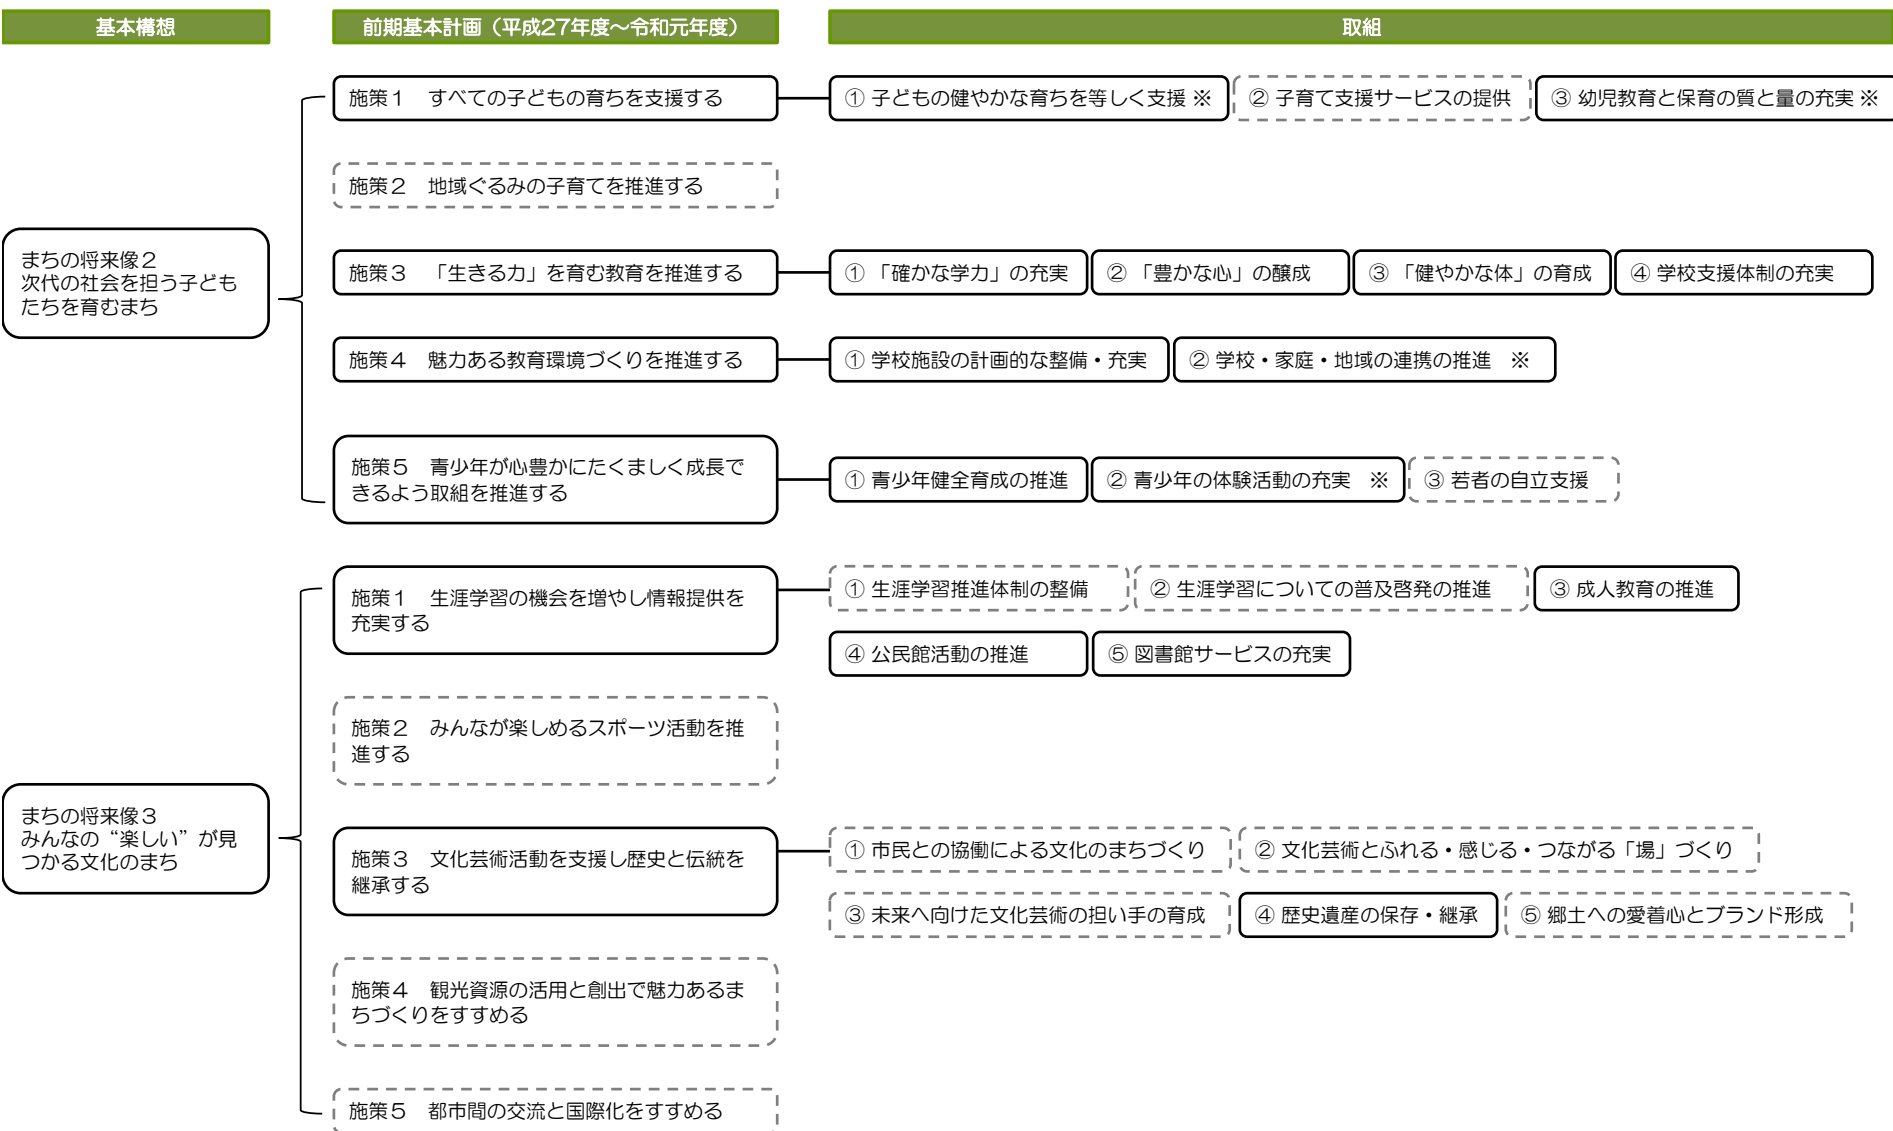 基本構想
前期基本計画（平成27年度～令和元年度）
取組
まちの将来像２
次代の社会を担う子ども
たちを育むまち
施策１　すべての子どもの育ちを支援する
① 子どもの健やかな育ちを等しく支援 ※
② 子育て支援サービスの提供
③ 幼児教育と保育の質と量の充実 ※
施策２　地域ぐるみの子育てを推進する
施策３　「生きる力」を育む教育を推進する
① 「確かな学力」の充実
② 「豊かな心」の醸成
③ 「健やかな体」の育成
④ 学校支援体制の充実
施策４　魅力ある教育環境づくりを推進する
① 学校施設の計画的な整備・充実
② 学校・家庭・地域の連携の推進　※
施策５　青少年が心豊かにたくましく成長で
きるよう取組を推進する
① 青少年健全育成の推進
② 青少年の体験活動の充実　※
③ 若者の自立支援
まちの将来像３
みんなの“楽しい”が見
つかる文化のまち
施策１　生涯学習の機会を増やし情報提供を
充実する
① 生涯学習推進体制の整備
② 生涯学習についての普及啓発の推進
③ 成人教育の推進
④ 公民館活動の推進
⑤ 図書館サービスの充実
施策２　みんなが楽しめるスポーツ活動を推
進する
施策３　文化芸術活動を支援し歴史と伝統を
継承する
① 市民との協働による文化のまちづくり
② 文化芸術とふれる・感じる・つながる「場」づくり
③ 未来へ向けた文化芸術の担い手の育成
④ 歴史遺産の保存・継承
⑤ 郷土への愛着心とブランド形成
施策４　観光資源の活用と創出で魅力あるま
ちづくりをすすめる
施策５　都市間の交流と国際化をすすめる